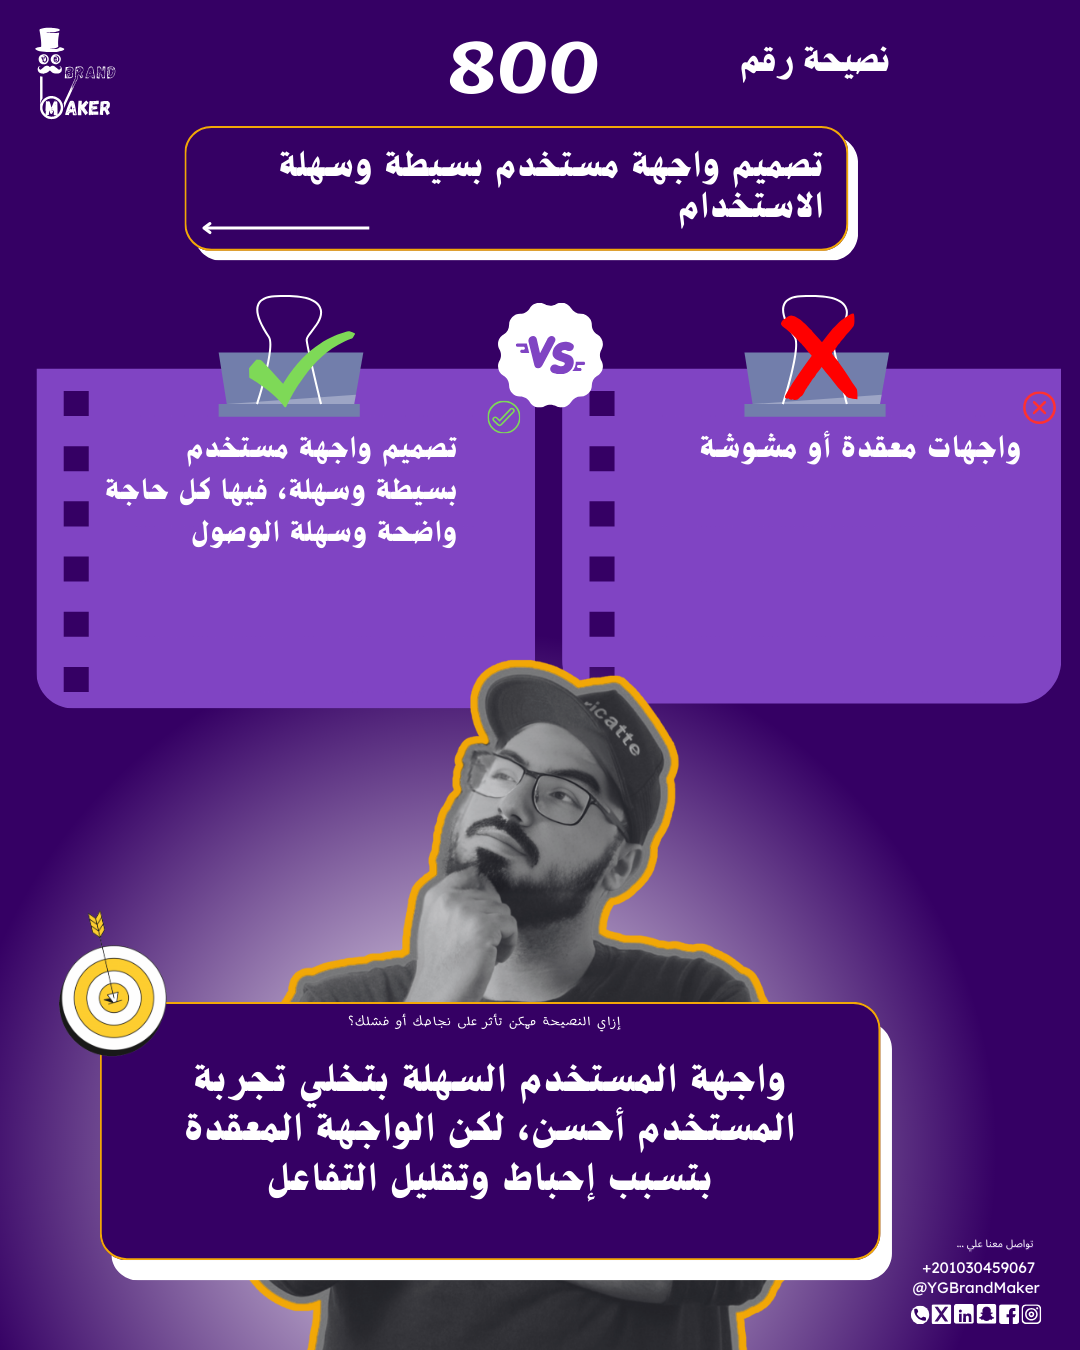 BRAND
MAKER
نصيحة رقم
800
تصميم واجهة مستخدم بسيطة وسهلة
الاستخدام
VS
واجهات معقدة أو مشوشة
تصميم واجهة مستخدم
بسيطة وسهلة، فيها كل حاجة
واضحة وسهلة الوصول
icatte
إزاي النصيحة ممكن تأثر على نجاحك أو فشلك؟
واجهة المستخدم السهلة بتخلي تجربة
المستخدم أحسن، لكن الواجهة المعقدة
بتسبب إحباط وتقليل التفاعل
تواصل معنا علي ...
+201030459067
@YGBrandMaker